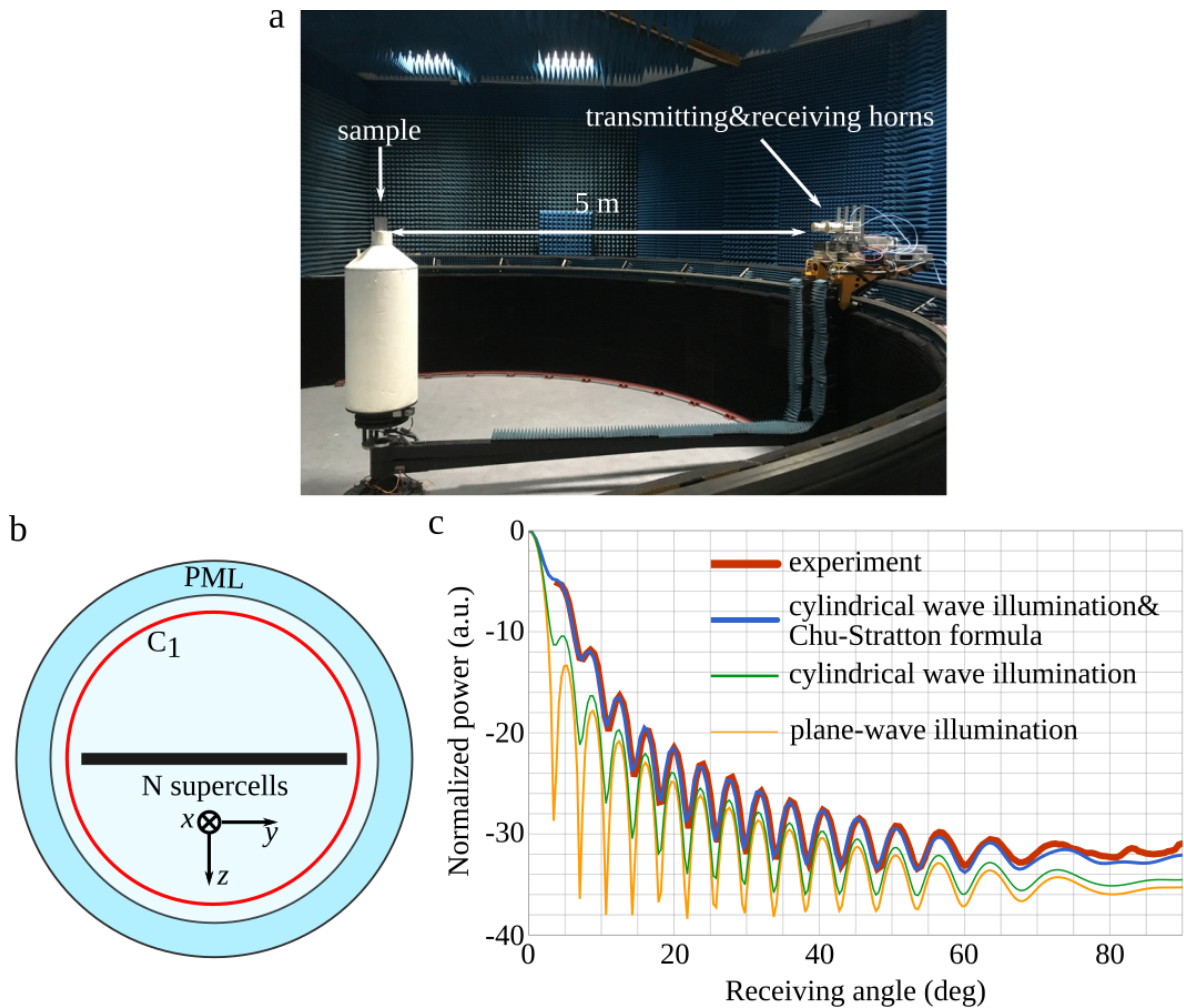 a
sample
transmitting&receiving horns
5 m
b
PML
C1
N supercells
x
y
z
c
0
-10
-20
-30
-40
Normalized power (a.u.)
experiment
cylindrical wave illumination&
Chu-Stratton formula
cylindrical wave illumination
plane-wave illumination
0 20 40 60 80
Receiving angle (deg)